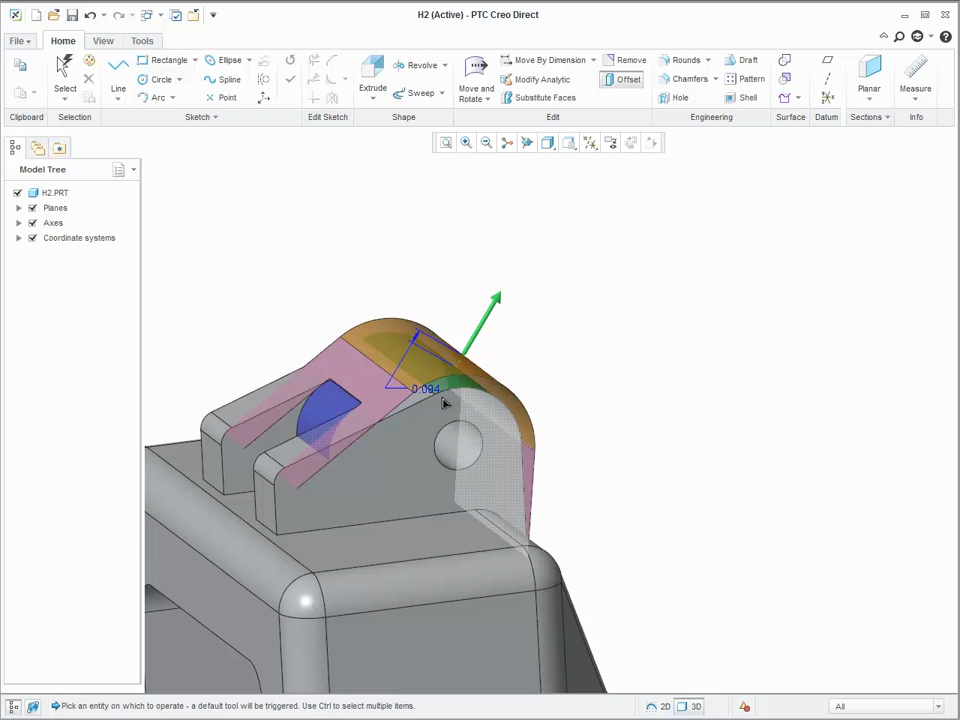 H2 (Active) - PTC Creo Direct
File Home View Tools
Select
Line
Rectangle
Circle
Arc
Ellipse
Spline
Point
Extrude
Revolve
Sweep
Move and Rotate
Move By Dimension
Modify Analytic
Substitute Faces
Remove
Offset
Rounds
Chamfers
Hole
Draft
Pattern
Shell
Planar
Measure
Clipboard Selection Sketch Edit Sketch Shape Edit Engineering Surface Datum Sections Info
Model Tree
H2.PRT
Planes
Axes
Coordinate systems
0.094
Pick an entity on which to operate - a default tool will be triggered. Use Ctrl to select multiple items.
2D 3D
All